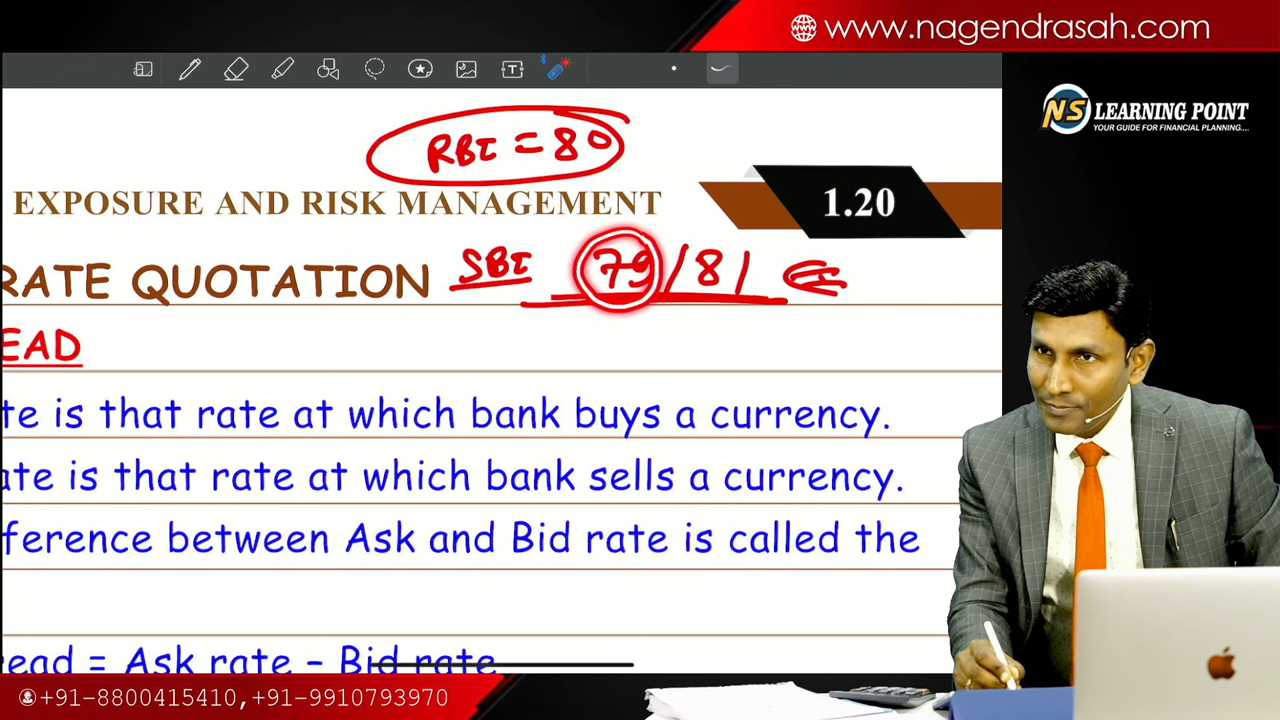 www.nagendrasah.com
NS LEARNING POINT
YOUR GUIDE FOR FINANCIAL PLANNING....
RBI = 80
EXPOSURE AND RISK MANAGEMENT
1.20
RATE QUOTATION
SBI 79/81
EAD
te is that rate at which bank buys a currency.
ate is that rate at which bank sells a currency.
ference between Ask and Bid rate is called the
read = Ask rate – Bid rate
+91-8800415410,+91-9910793970